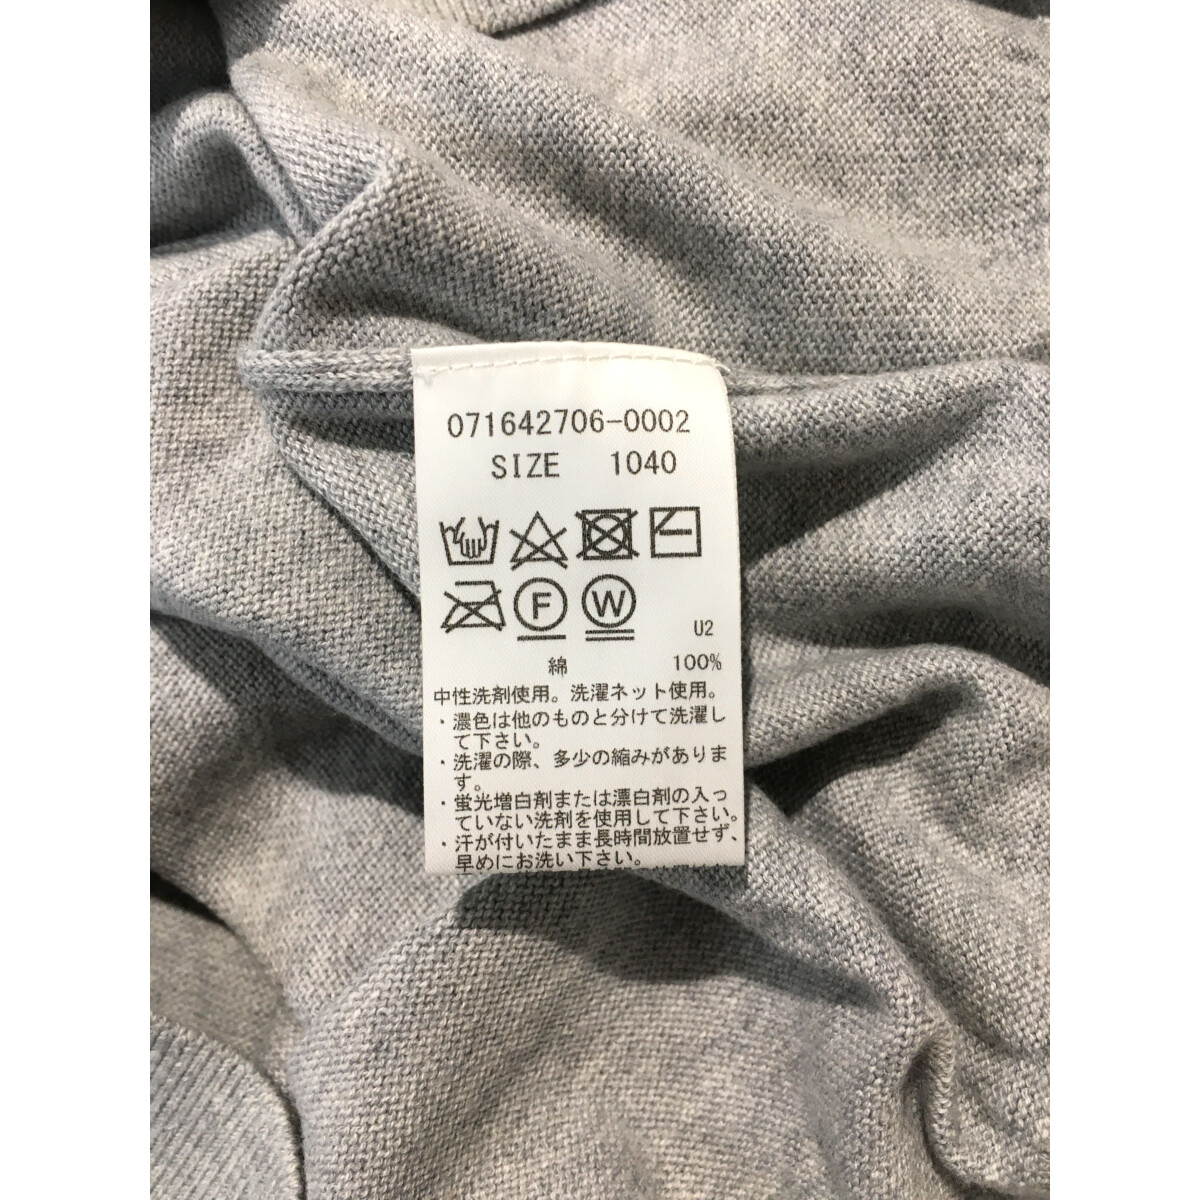 071642706-0002
SIZE 1040
F W
U2
綿 100%
中性洗剤使用。洗濯ネット使用。
・濃色は他のものと分けて洗濯し
て下さい。
・洗濯の際、多少の縮みがありま
す。
・蛍光増白剤または漂白剤の入っ
ていない洗剤を使用して下さい。
・汗が付いたまま長時間放置せず、
早めにお洗い下さい。